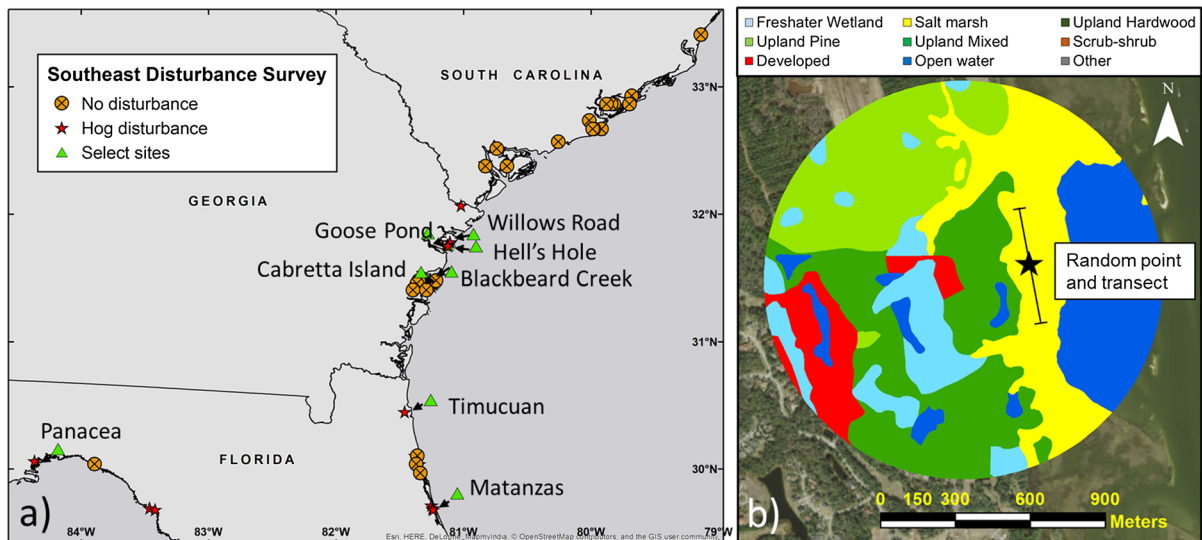 Southeast Disturbance Survey
No disturbance
Hog disturbance
Select sites
SOUTH CAROLINA
GEORGIA
FLORIDA
Goose Pond
Willows Road
Hell's Hole
Cabretta Island
Blackbeard Creek
Timucuan
Panacea
Matanzas
33°N
32°N
31°N
30°N
84°W
83°W
82°W
81°W
80°W
79°W
Esri, HERE, DeLorme, MapmyIndia, © OpenStreetMap contributors, and the GIS user community
a)
Freshater Wetland
Salt marsh
Upland Hardwood
Upland Pine
Upland Mixed
Scrub-shrub
Developed
Open water
Other
N
Random point
and transect
0 150 300 600 900
Meters
b)